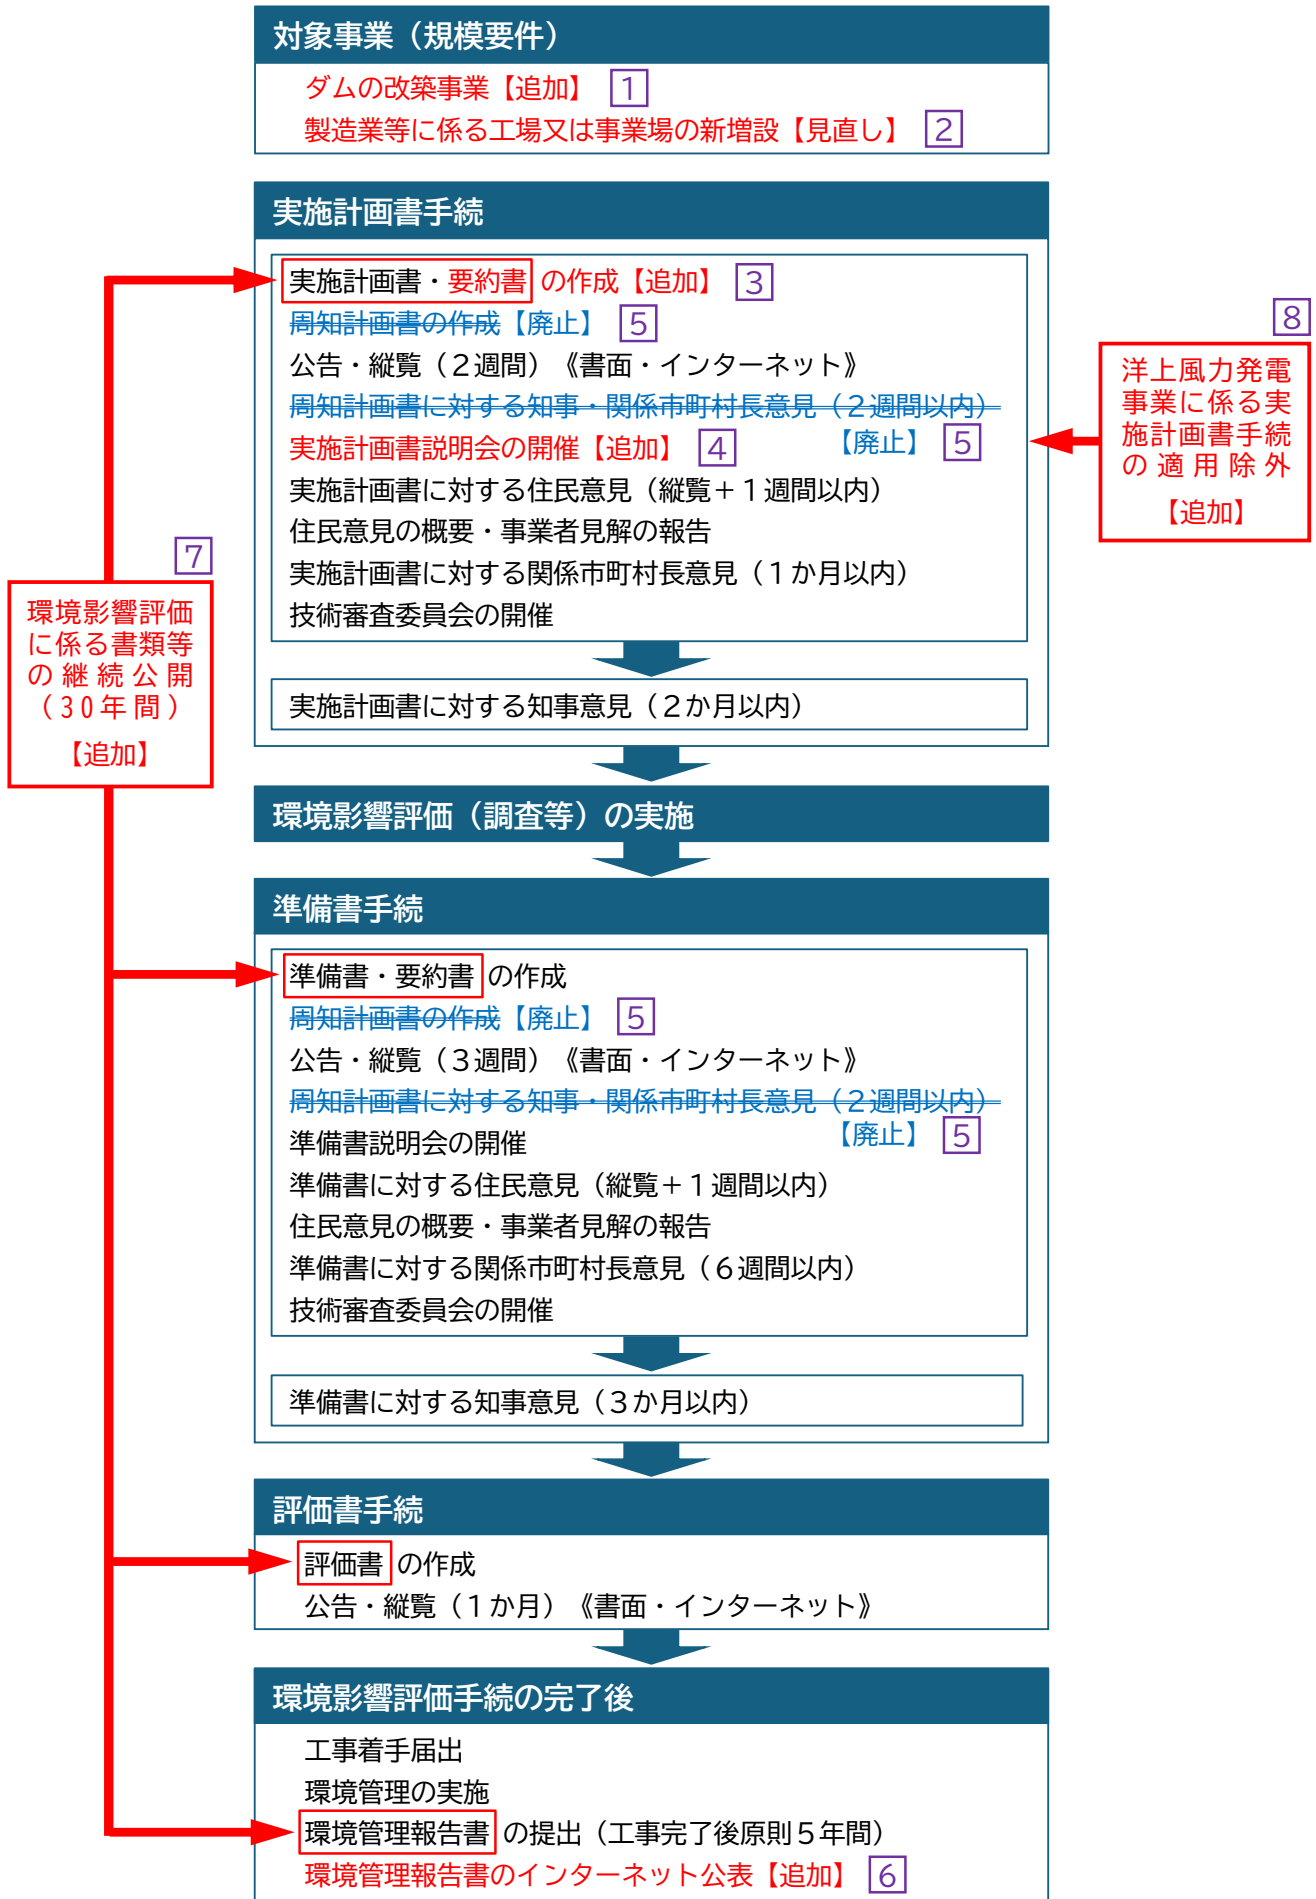 対象事業（規模要件）
ダムの改築事業【追加】 1
製造業等に係る工場又は事業場の新増設【見直し】 2
実施計画書手続
実施計画書・要約書 の作成【追加】 3
周知計画書の作成【廃止】 5
公告・縦覧（２週間）《書面・インターネット》
周知計画書に対する知事・関係市町村長意見（２週間以内）
【廃止】 5
実施計画書説明会の開催【追加】 4
実施計画書に対する住民意見（縦覧＋１週間以内）
住民意見の概要・事業者見解の報告
実施計画書に対する関係市町村長意見（１か月以内）
技術審査委員会の開催
実施計画書に対する知事意見（２か月以内）
8
洋上風力発電
事業に係る実
施計画書手続
の適用除外
【追加】
7
環境影響評価
に係る書類等
の継続公開
（30年間）
【追加】
環境影響評価（調査等）の実施
準備書手続
準備書・要約書 の作成
周知計画書の作成【廃止】 5
公告・縦覧（３週間）《書面・インターネット》
周知計画書に対する知事・関係市町村長意見（２週間以内）
【廃止】 5
準備書説明会の開催
準備書に対する住民意見（縦覧＋１週間以内）
住民意見の概要・事業者見解の報告
準備書に対する関係市町村長意見（６週間以内）
技術審査委員会の開催
準備書に対する知事意見（３か月以内）
評価書手続
評価書 の作成
公告・縦覧（１か月）《書面・インターネット》
環境影響評価手続の完了後
工事着手届出
環境管理の実施
環境管理報告書 の提出（工事完了後原則５年間）
環境管理報告書のインターネット公表【追加】 6